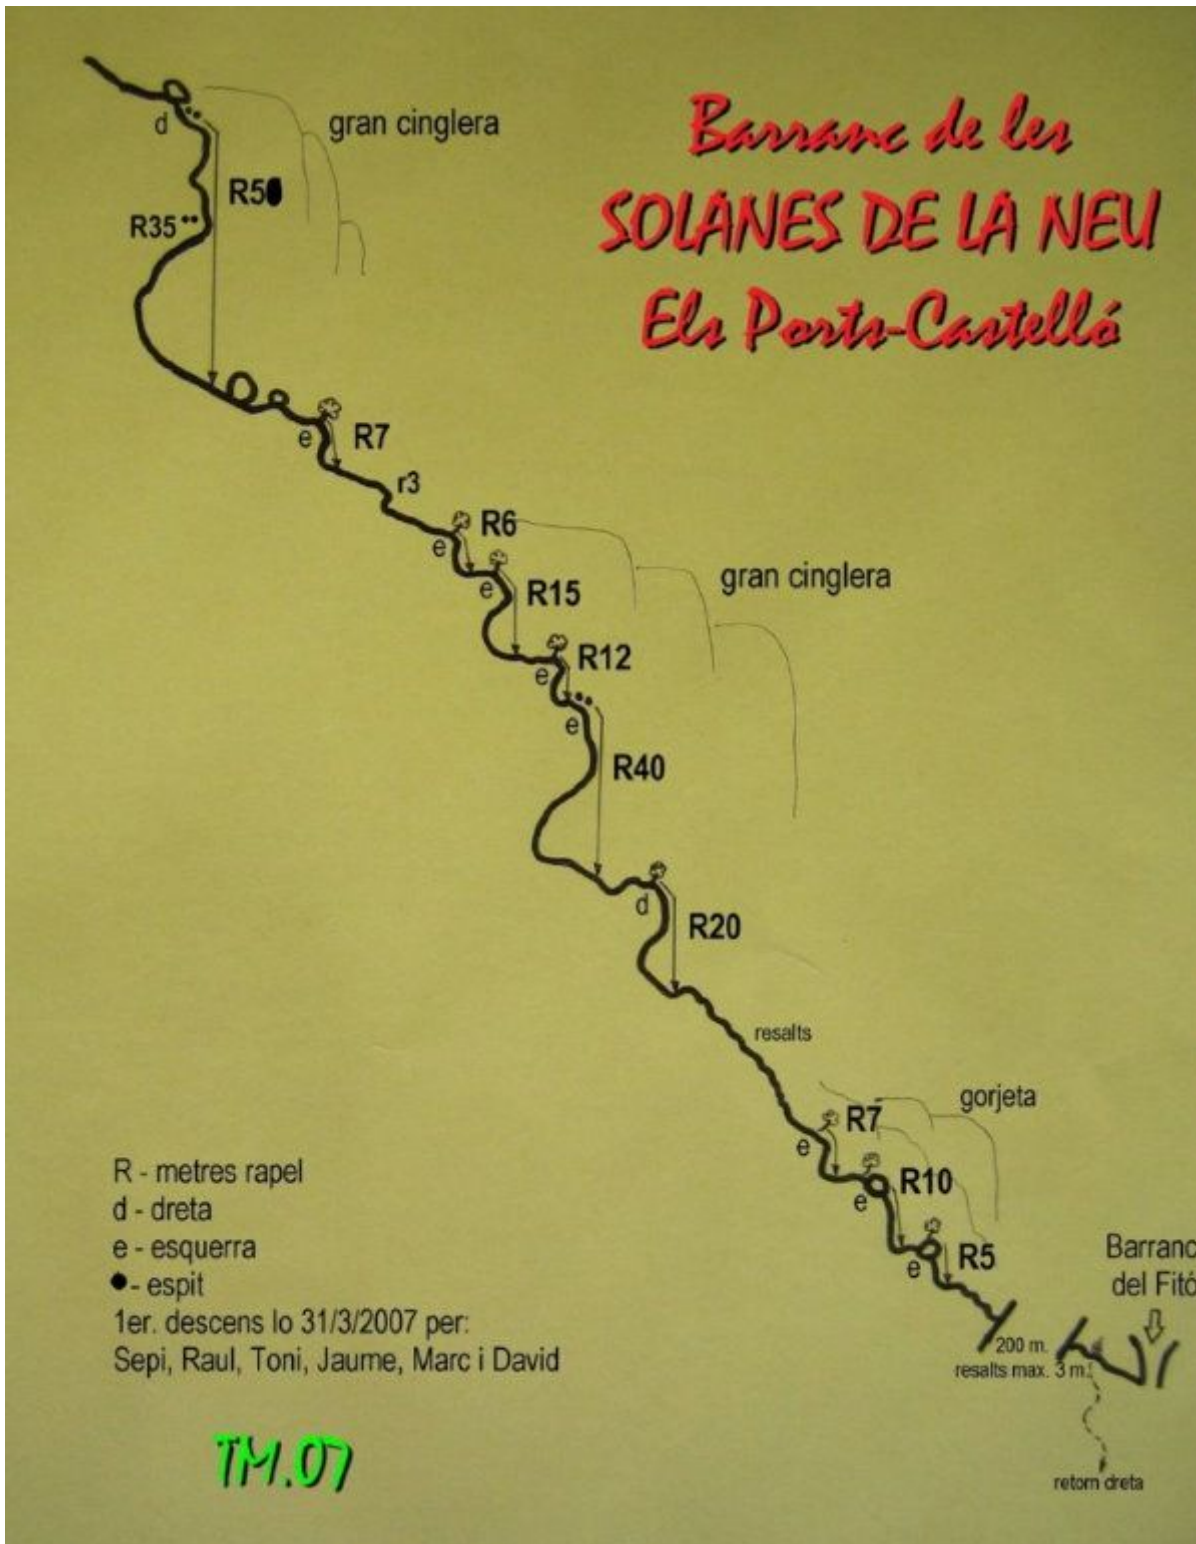 Barranc de les
SOLANES DE LA NEU
Els Ports-Castelló
d
gran cinglera
R35
e
R7
r3
R6
e
gran cinglera
e
R15
R12
e
e
R40
d
R20
resalts
gorjeta
R7
e
R10
e
R5
e
Barranc
del Fitó
200 m.
resalts max. 3 m.
retorn dreta
R - metres rapel
d - dreta
e - esquerra
- espit
1er. descens lo 31/3/2007 per:
Sepi, Raul, Toni, Jaume, Marc i David
TM.07